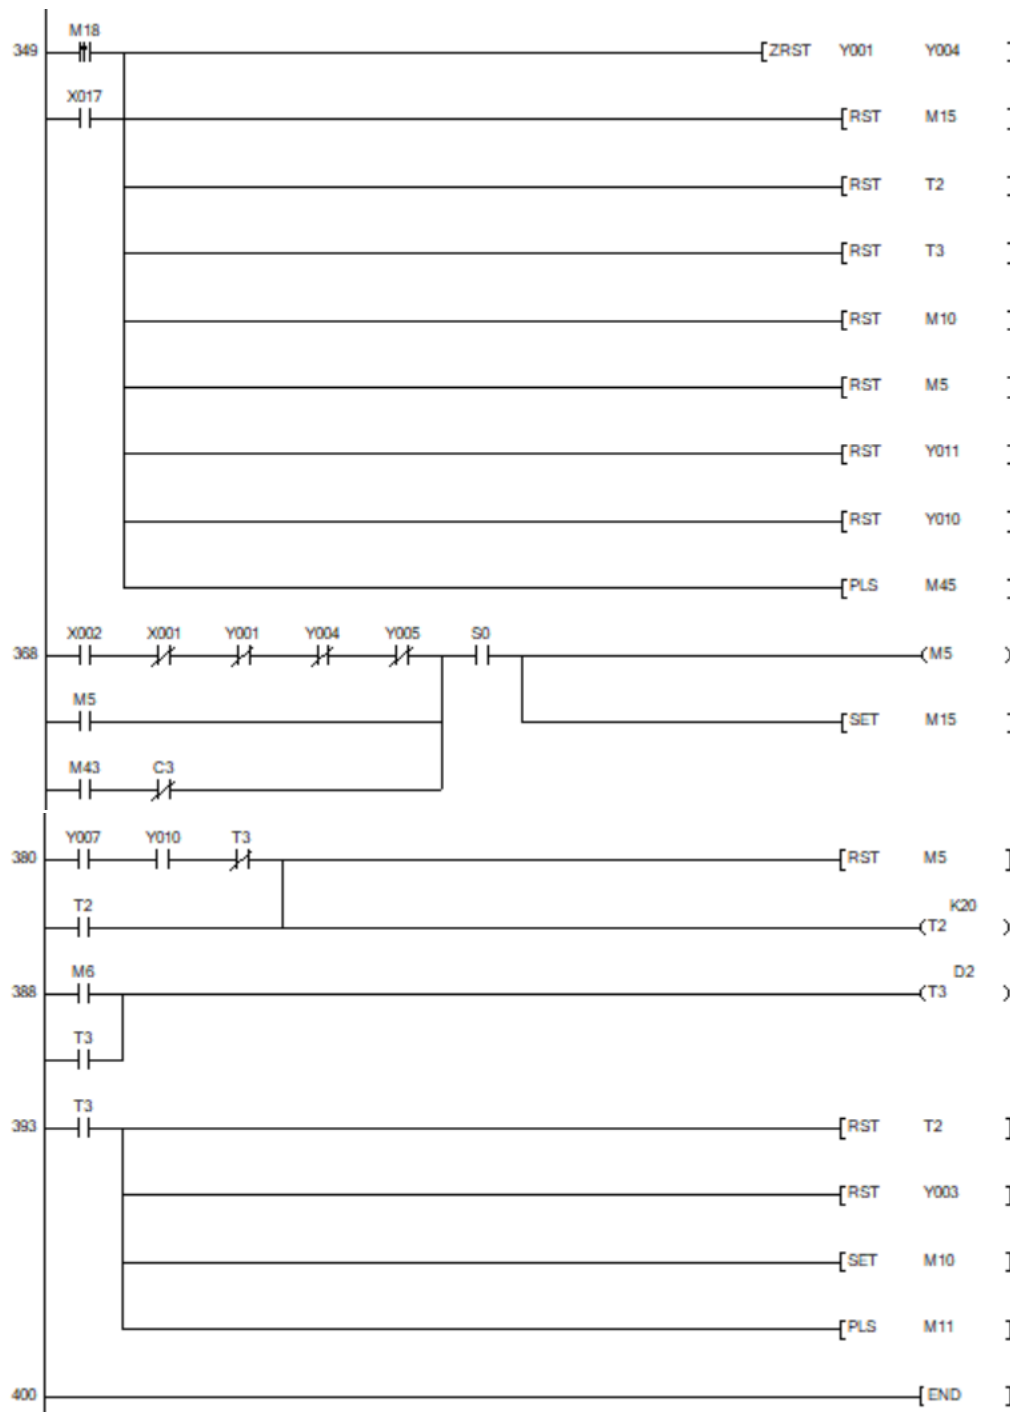 M18
349 [ZRST Y001 Y004 ]
X017
[RST M15 ]
[RST T2 ]
[RST T3 ]
[RST M10 ]
[RST M5 ]
[RST Y011 ]
[RST Y010 ]
[PLS M45 ]
X002 X001 Y001 Y004 Y005 S0
368 (M5 )
M5
[SET M15 ]
M43 C3
Y007 Y010 T3
380 [RST M5 ]
T2 K20
(T2 )
M6 D2
388 (T3 )
T3
T3
393 [RST T2 ]
[RST Y003 ]
[SET M10 ]
[PLS M11 ]
400 [END ]